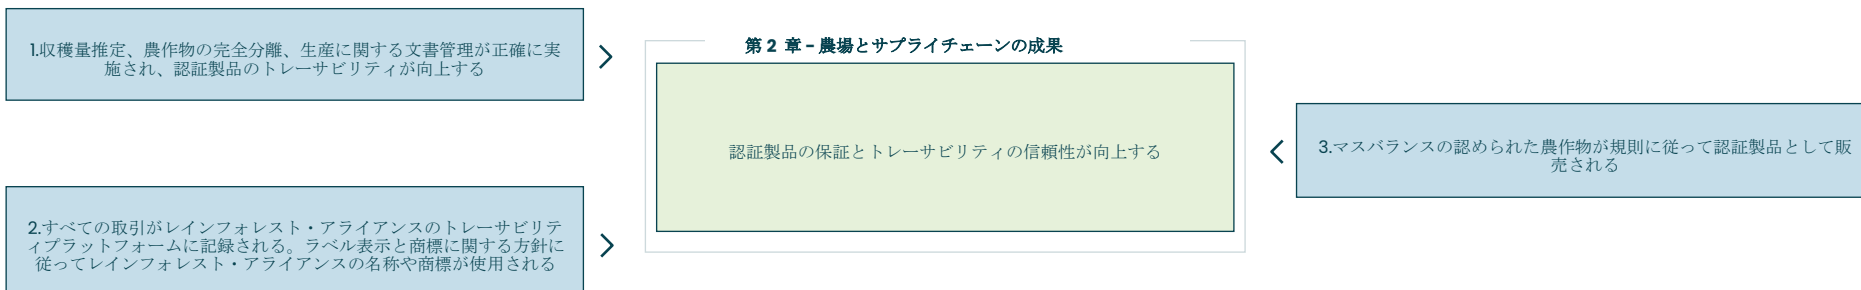 1.収穫量推定、農作物の完全分離、生産に関する文書管理が正確に実
施され、認証製品のトレーサビリティが向上する
2.すべての取引がレインフォレスト・アライアンスのトレーサビリテ
ィプラットフォームに記録される。ラベル表示と商標に関する方針に
従ってレインフォレスト・アライアンスの名称や商標が使用される
第 2 章 – 農場とサプライチェーンの成果
認証製品の保証とトレーサビリティの信頼性が向上する
3.マスバランスの認められた農作物が規則に従って認証製品として販
売される